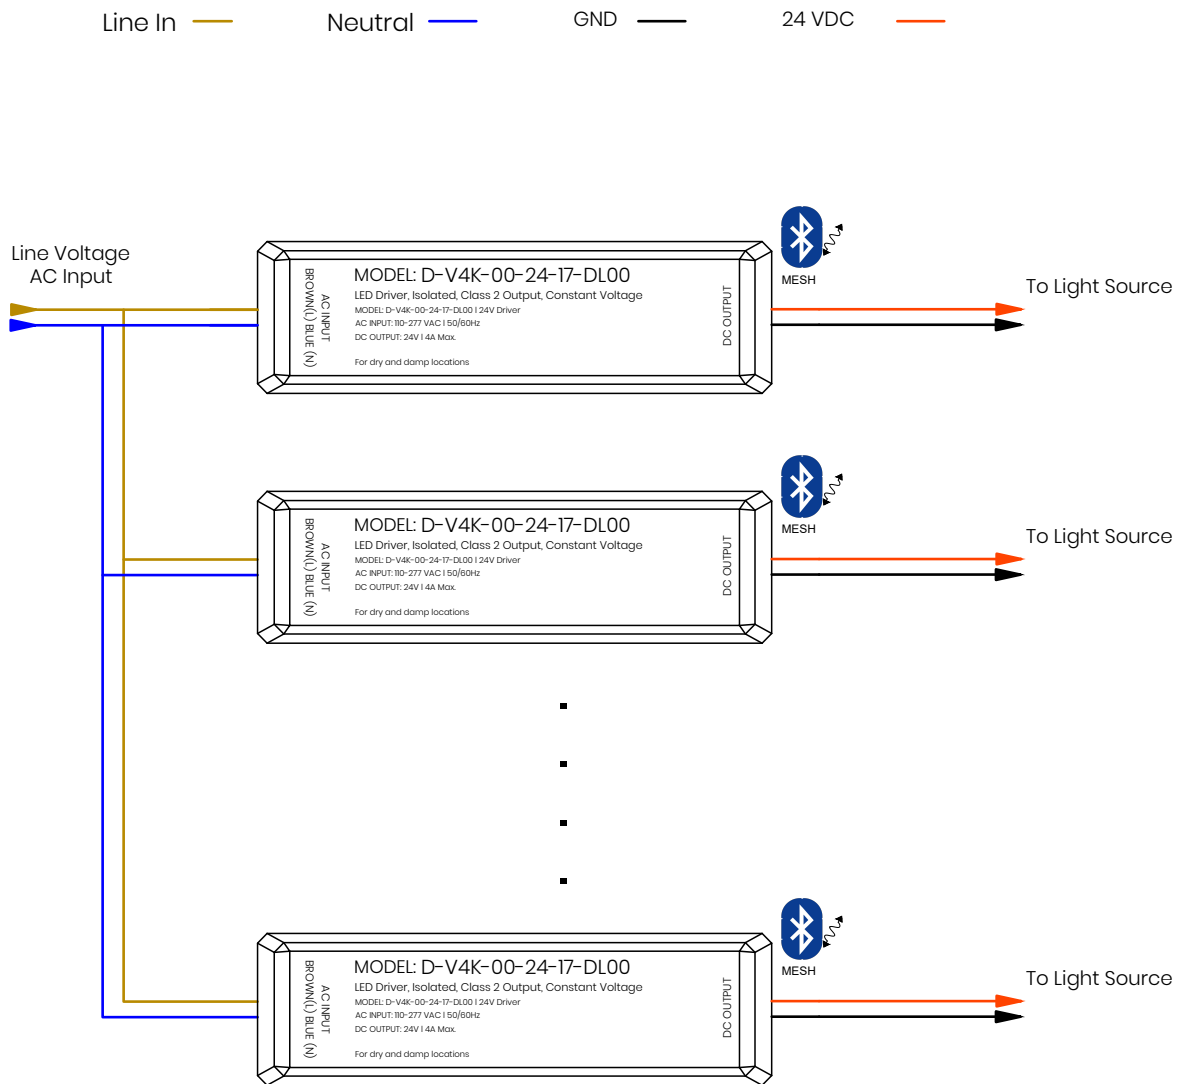 Line In
Neutral
GND
24 VDC
Line Voltage
AC Input
AC INPUT
BROWN(L) BLUE (N)
MODEL: D-V4K-00-24-17-DL00
LED Driver, Isolated, Class 2 Output, Constant Voltage
MODEL: D-V4K-00-24-17-DL00 I 24V Driver
AC INPUT: 110-277 VAC I 50/60Hz
DC OUTPUT: 24V I 4A Max.
For dry and damp locations
DC OUTPUT
MESH
To Light Source
AC INPUT
BROWN(L) BLUE (N)
MODEL: D-V4K-00-24-17-DL00
LED Driver, Isolated, Class 2 Output, Constant Voltage
MODEL: D-V4K-00-24-17-DL00 I 24V Driver
AC INPUT: 110-277 VAC I 50/60Hz
DC OUTPUT: 24V I 4A Max.
For dry and damp locations
DC OUTPUT
MESH
To Light Source
AC INPUT
BROWN(L) BLUE (N)
MODEL: D-V4K-00-24-17-DL00
LED Driver, Isolated, Class 2 Output, Constant Voltage
MODEL: D-V4K-00-24-17-DL00 I 24V Driver
AC INPUT: 110-277 VAC I 50/60Hz
DC OUTPUT: 24V I 4A Max.
For dry and damp locations
DC OUTPUT
MESH
To Light Source